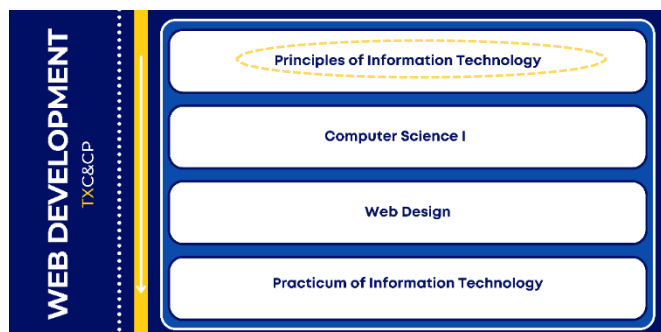 WEB DEVELOPMENT
TXC&CP
Principles of Information Technology
Computer Science I
Web Design
Practicum of Information Technology